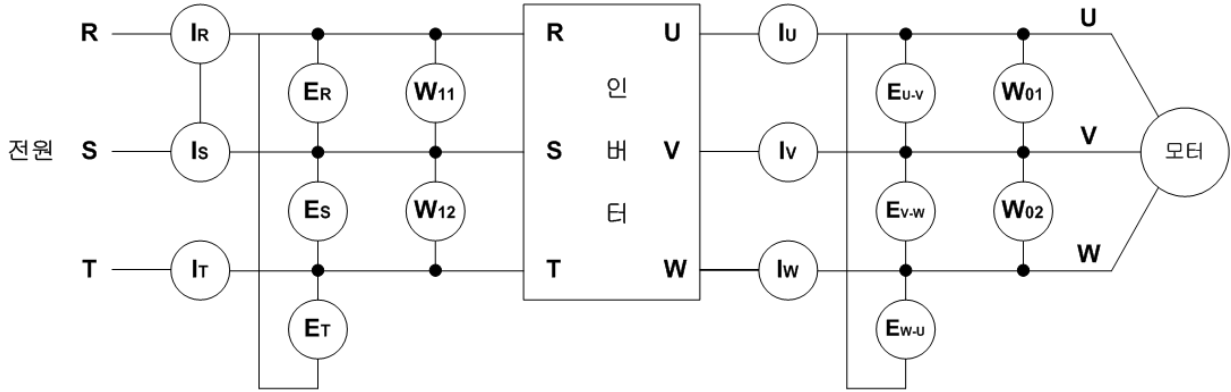 R IR R U IU U
ER W11 인 EU-V W01
전원 S IS S 버 V IV V 모터
ES W12 터 EV-W W02
T IT T W IW W
ET EW-U